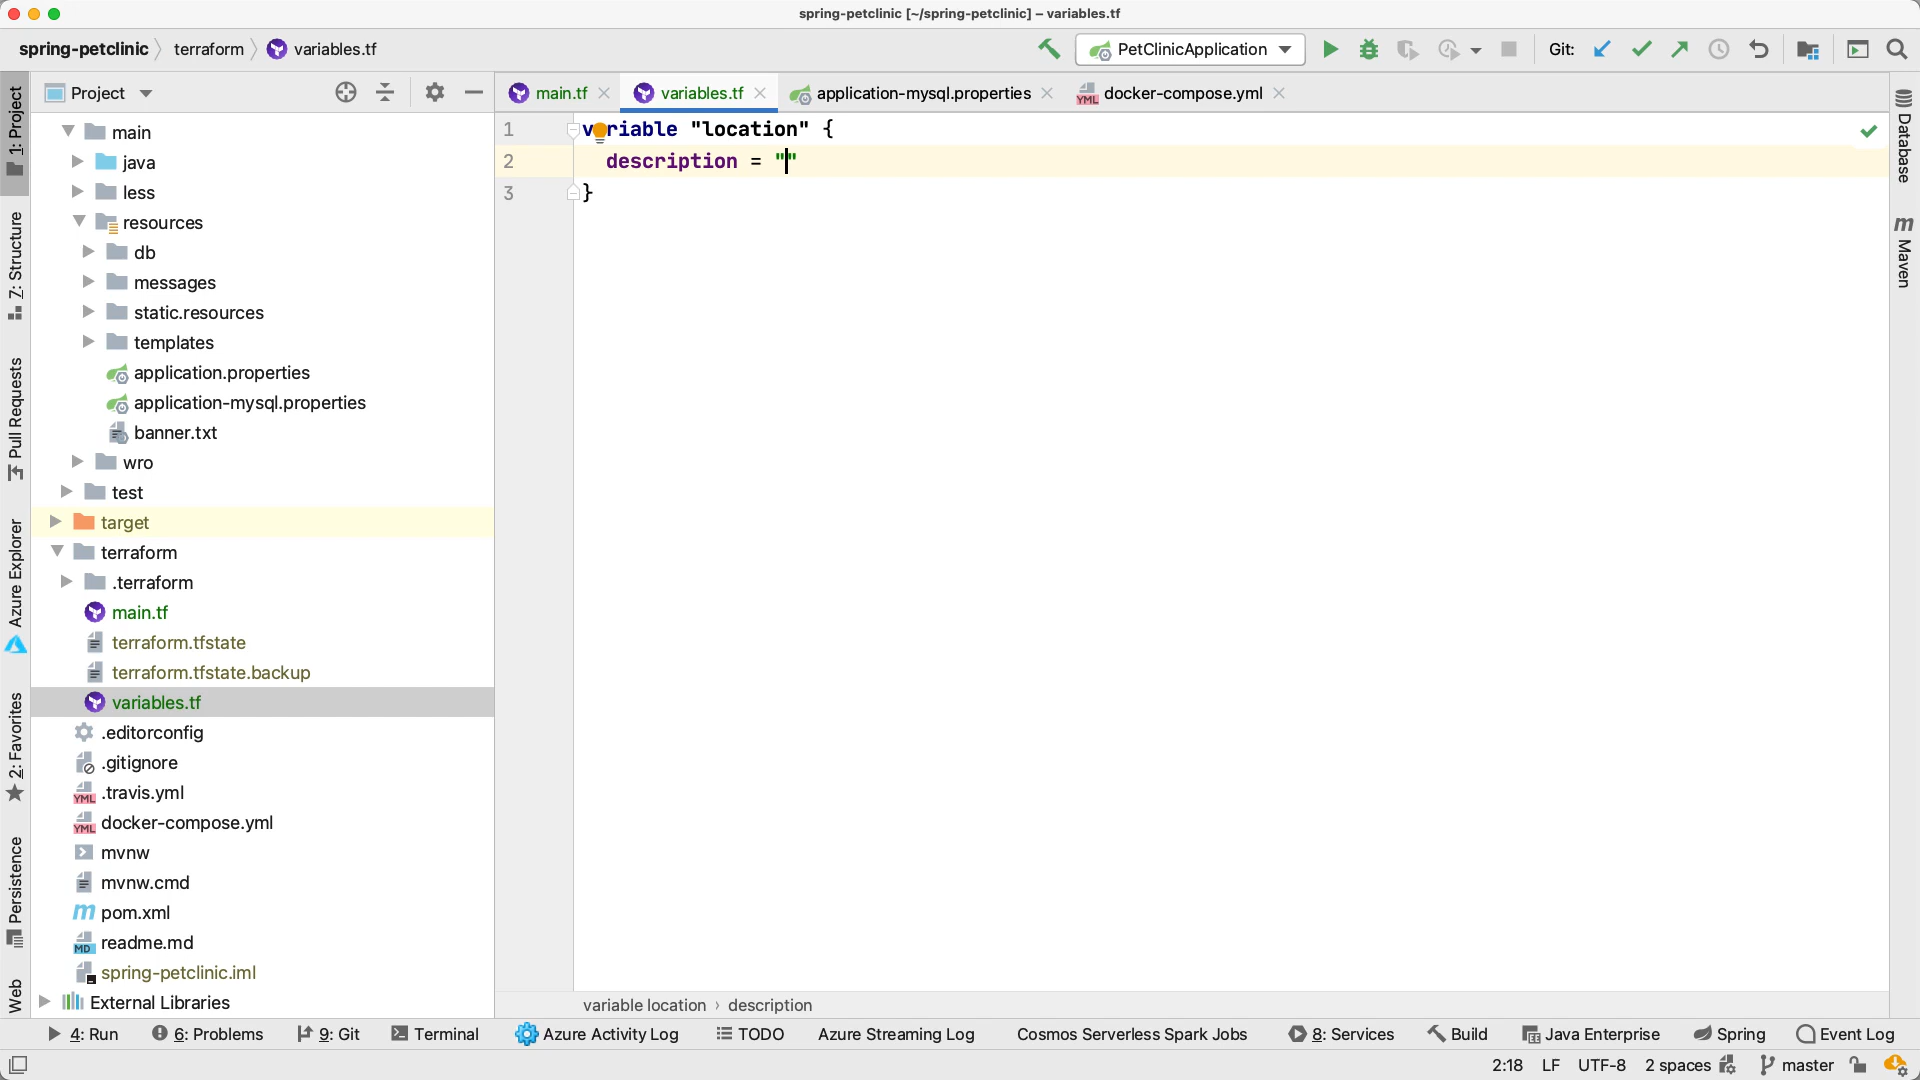 spring-petclinic [~/spring-petclinic] – variables.tf
spring-petclinic terraform variables.tf
PetClinicApplication
Git:
1: Project
Z: Structure
Pull Requests
Azure Explorer
2: Favorites
Persistence
Web
Project
main
java
less
resources
db
messages
static.resources
templates
application.properties
application-mysql.properties
banner.txt
wro
test
target
terraform
.terraform
main.tf
terraform.tfstate
terraform.tfstate.backup
variables.tf
.editorconfig
.gitignore
YML .travis.yml
YML docker-compose.yml
mvnw
mvnw.cmd
m pom.xml
MD readme.md
spring-petclinic.iml
External Libraries
main.tf variables.tf application-mysql.properties YML docker-compose.yml
1 variable "location" {
2 description = ""
3 }
Database
m Maven
variable location › description
4: Run 6: Problems 9: Git Terminal Azure Activity Log TODO Azure Streaming Log Cosmos Serverless Spark Jobs 8: Services Build Java Enterprise Spring Event Log
2:18 LF UTF-8 2 spaces master